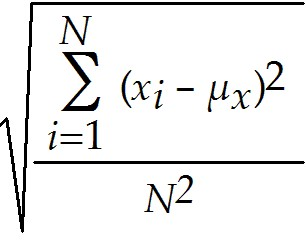 N
√ ∑ (xi – μx)²
i=1
N²